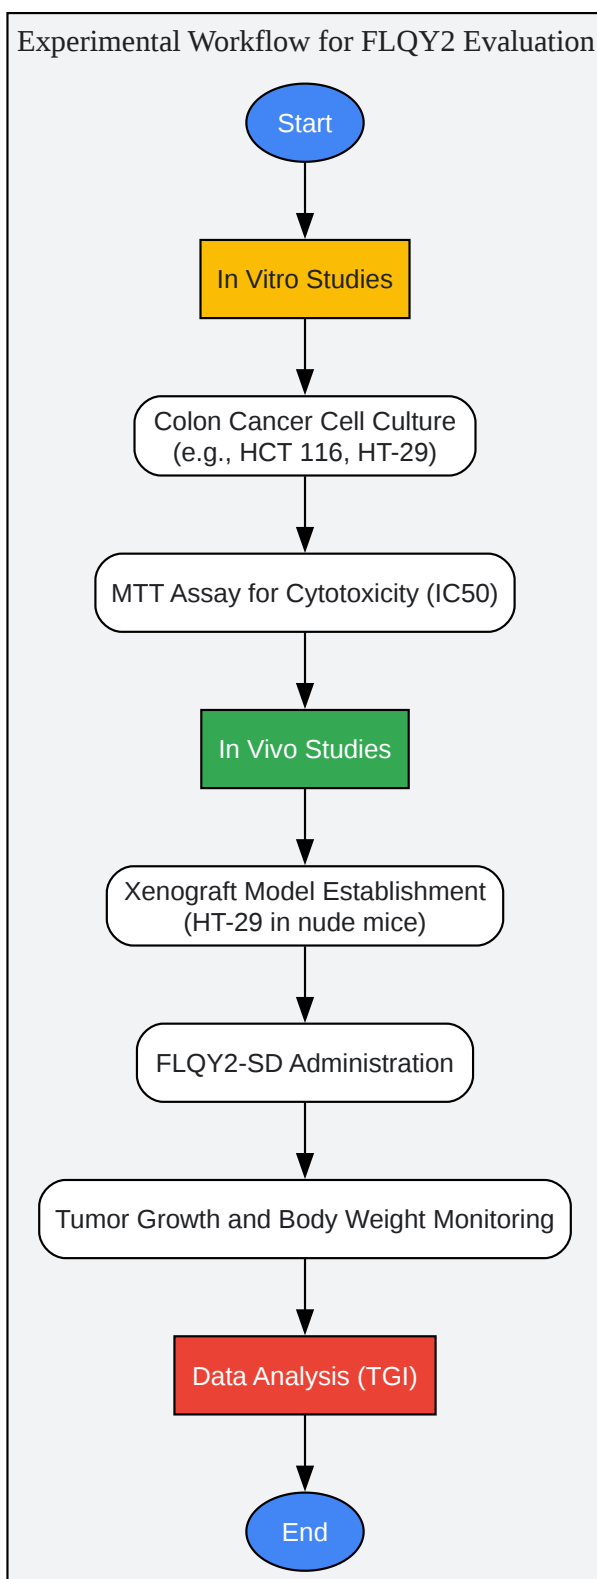 Experimental Workflow for FLQY2 Evaluation
Start
In Vitro Studies
Colon Cancer Cell Culture
(e.g., HCT 116, HT-29)
MTT Assay for Cytotoxicity (IC50)
In Vivo Studies
Xenograft Model Establishment
(HT-29 in nude mice)
FLQY2-SD Administration
Tumor Growth and Body Weight Monitoring
Data Analysis (TGI)
End